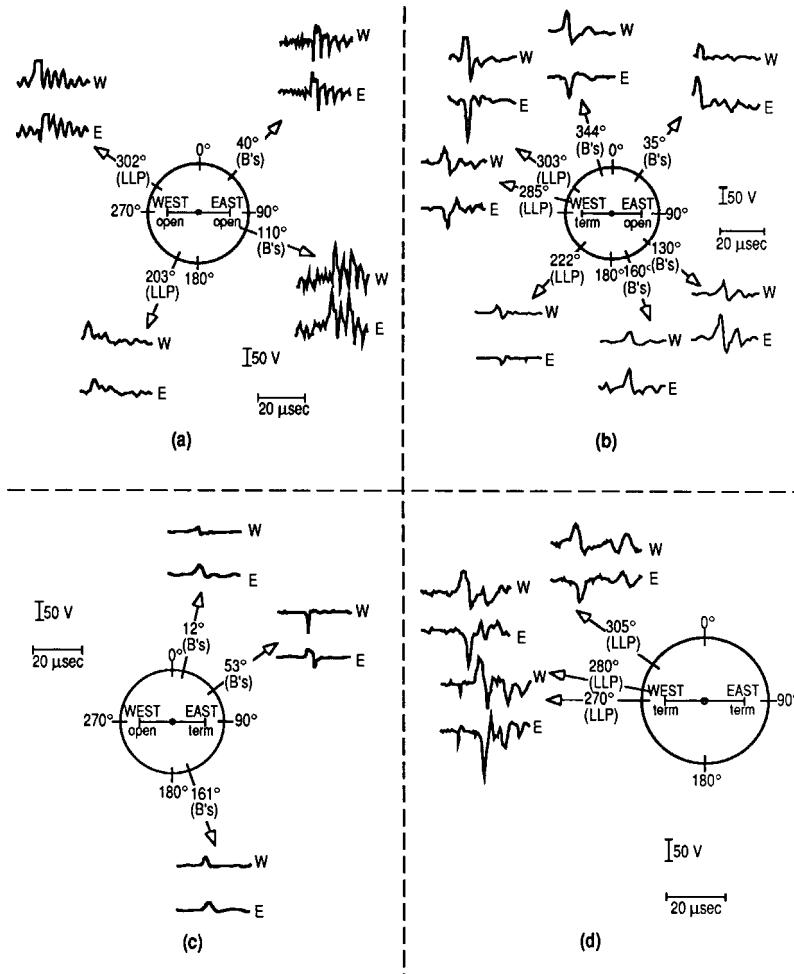 W
E
302°
(LLP)
0°
40°
(B's)
W
E
270°
WEST
open
EAST
open
90°
110°
(B's)
W
E
203°
(LLP)
180°
W
E
50 V
20 µsec
(a)
W
E
W
E
W
E
344°
(B's)
0°
35°
(B's)
W
E
303°
(LLP)
285°
(LLP)
WEST
term
EAST
open
90°
50 V
20 µsec
222°
(LLP)
180°
160°
(B's)
130°
(B's)
W
E
W
E
W
E
(b)
W
E
50 V
20 µsec
12°
(B's)
0°
53°
(B's)
W
E
270°
WEST
open
EAST
term
90°
180°
161°
(B's)
W
E
(c)
W
E
W
E
305°
(LLP)
0°
W
E
280°
(LLP)
270°
(LLP)
WEST
term
EAST
term
90°
180°
50 V
20 µsec
(d)